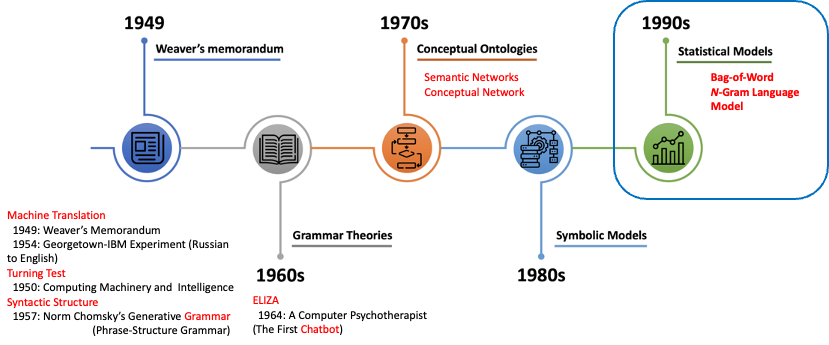 1949
Weaver's memorandum
1970s
Conceptual Ontologies
Semantic Networks
Conceptual Network
1990s
Statistical Models
Bag-of-Word
N-Gram Language
Model
Machine Translation
1949: Weaver's Memorandum
1954: Georgetown-IBM Experiment (Russian
to English)
Turning Test
1950: Computing Machinery and Intelligence
Syntactic Structure
1957: Norm Chomsky's Generative Grammar
(Phrase-Structure Grammar)
Grammar Theories
1960s
ELIZA
1964: A Computer Psychotherapist
(The First Chatbot)
Symbolic Models
1980s